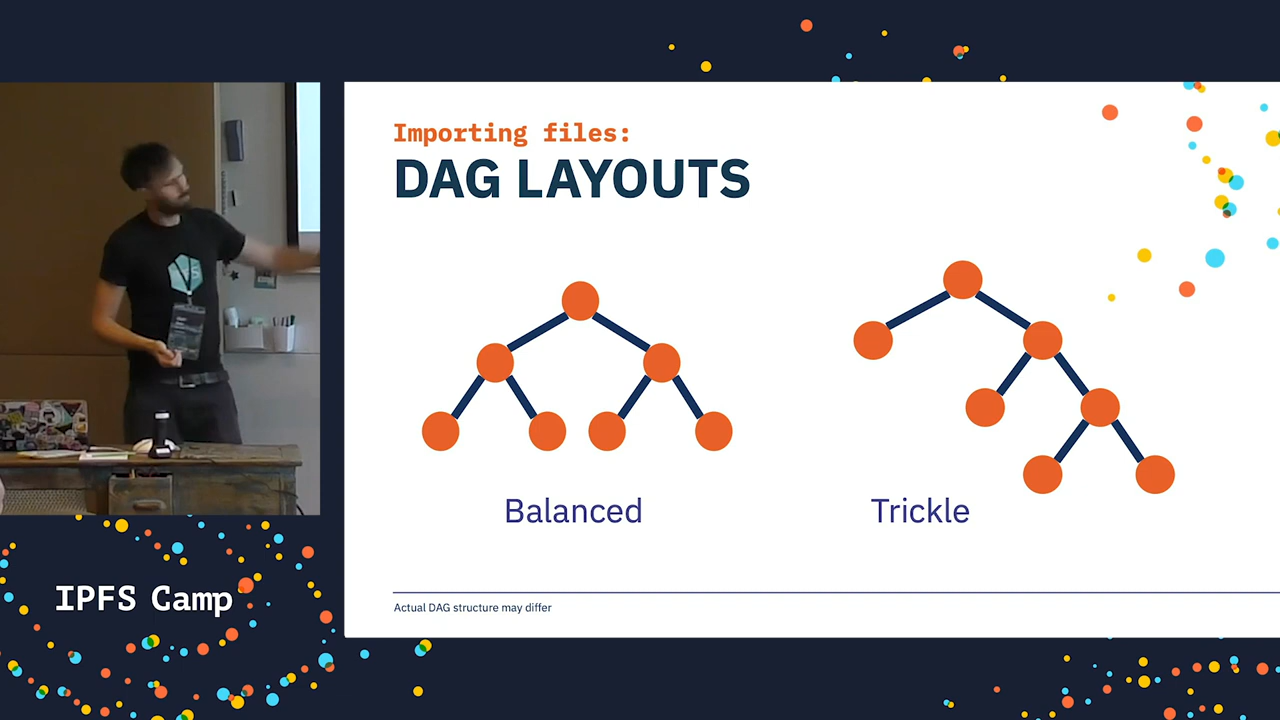 Importing files:
DAG LAYOUTS
Balanced
Trickle
Actual DAG structure may differ
IPFS Camp